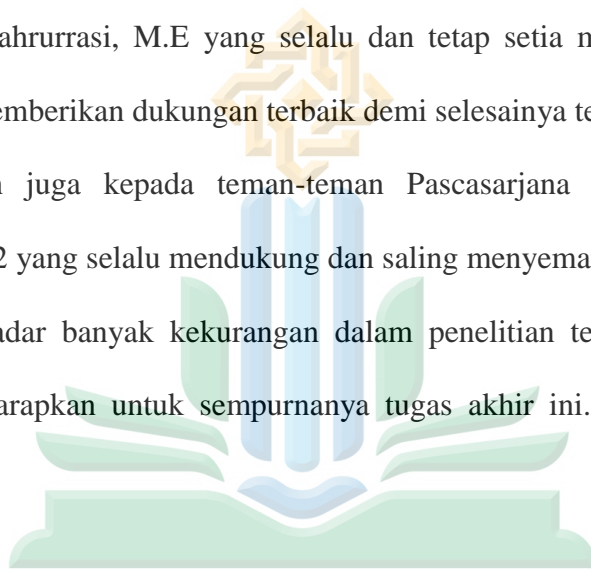 ahrurrasi, M.E yang selalu dan tetap setia m
emberikan dukungan terbaik demi selesainya te
juga kepada teman-teman Pascasarjana
2 yang selalu mendukung dan saling menyema
adar banyak kekurangan dalam penelitian te
arapkan untuk sempurnanya tugas akhir ini.